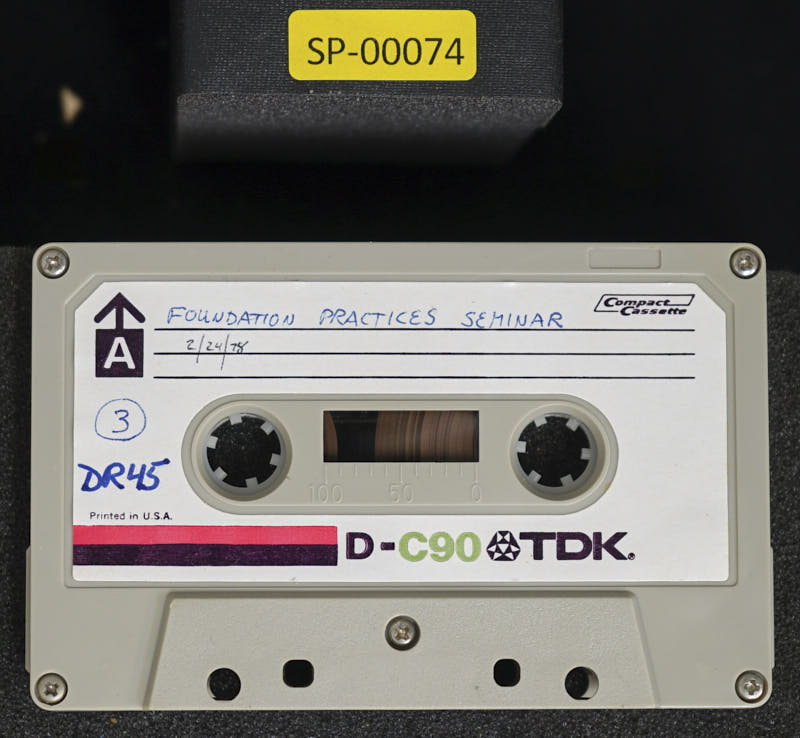 SP-00074
FOUNDATION PRACTICES SEMINAR
Compact Cassette
A
2/24/78
3
DR45
100 50 0
Printed in U.S.A.
D-C90 TDK.